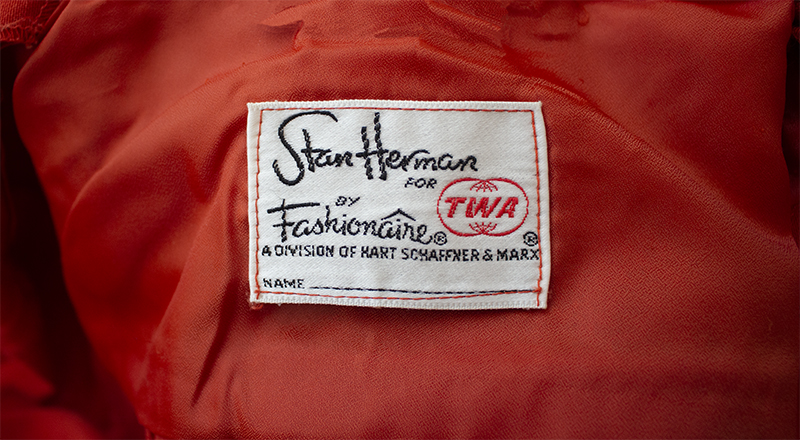 Stan Herman
FOR
TWA®
BY
Fashionaire®
A DIVISION OF HART SCHAFFNER & MARX
NAME